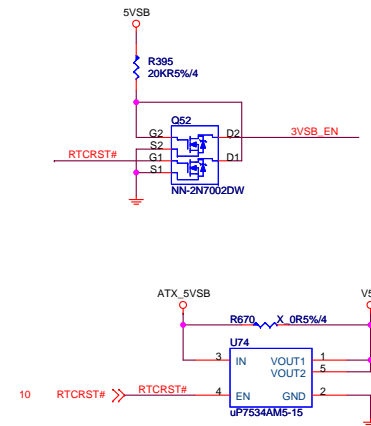 5VSB
R395
20KR5%/4
Q52
G2 D2 3VSB_EN
S2
RTCRST# G1 D1
S1
NN-2N7002DW
ATX_5VSB V5
R670 X_0R5%/4
U74
3 IN VOUT1 1
VOUT2 5
10 RTCRST# RTCRST# 4 EN GND 2
uP7534AM5-15